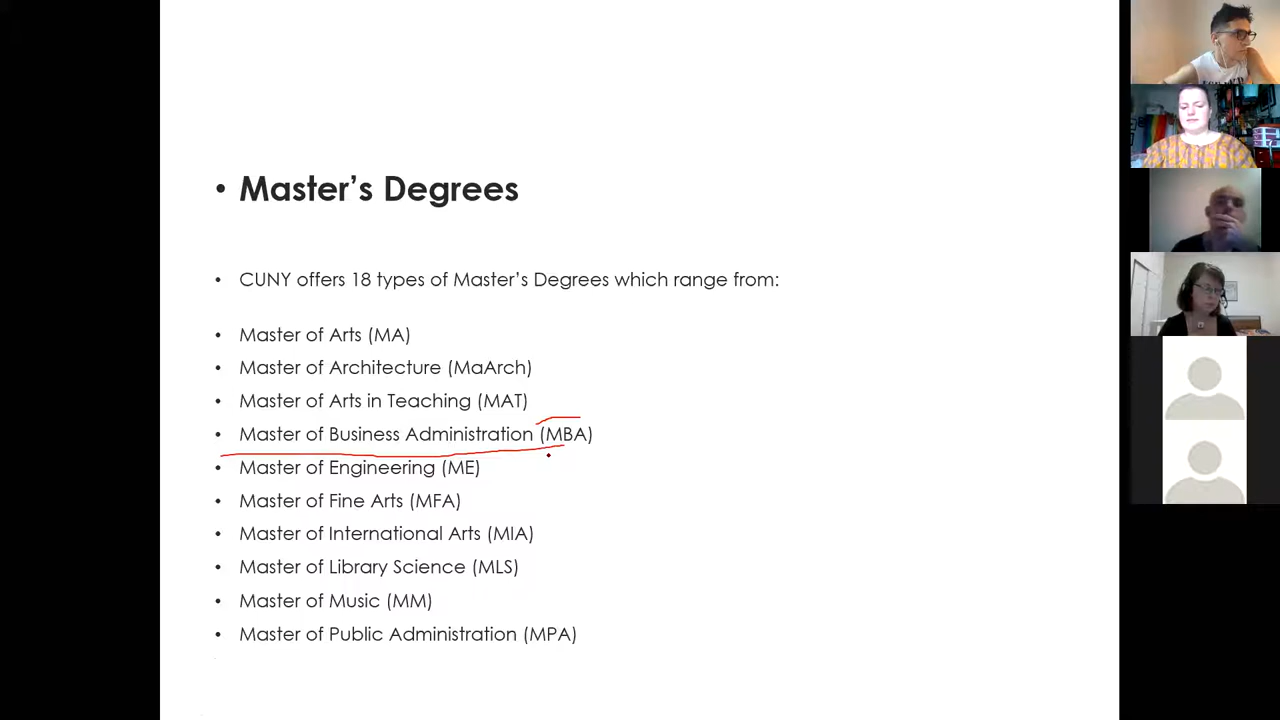 • Master’s Degrees
• CUNY offers 18 types of Master’s Degrees which range from:
• Master of Arts (MA)
• Master of Architecture (MaArch)
• Master of Arts in Teaching (MAT)
• Master of Business Administration (MBA)
• Master of Engineering (ME)
• Master of Fine Arts (MFA)
• Master of International Arts (MIA)
• Master of Library Science (MLS)
• Master of Music (MM)
• Master of Public Administration (MPA)